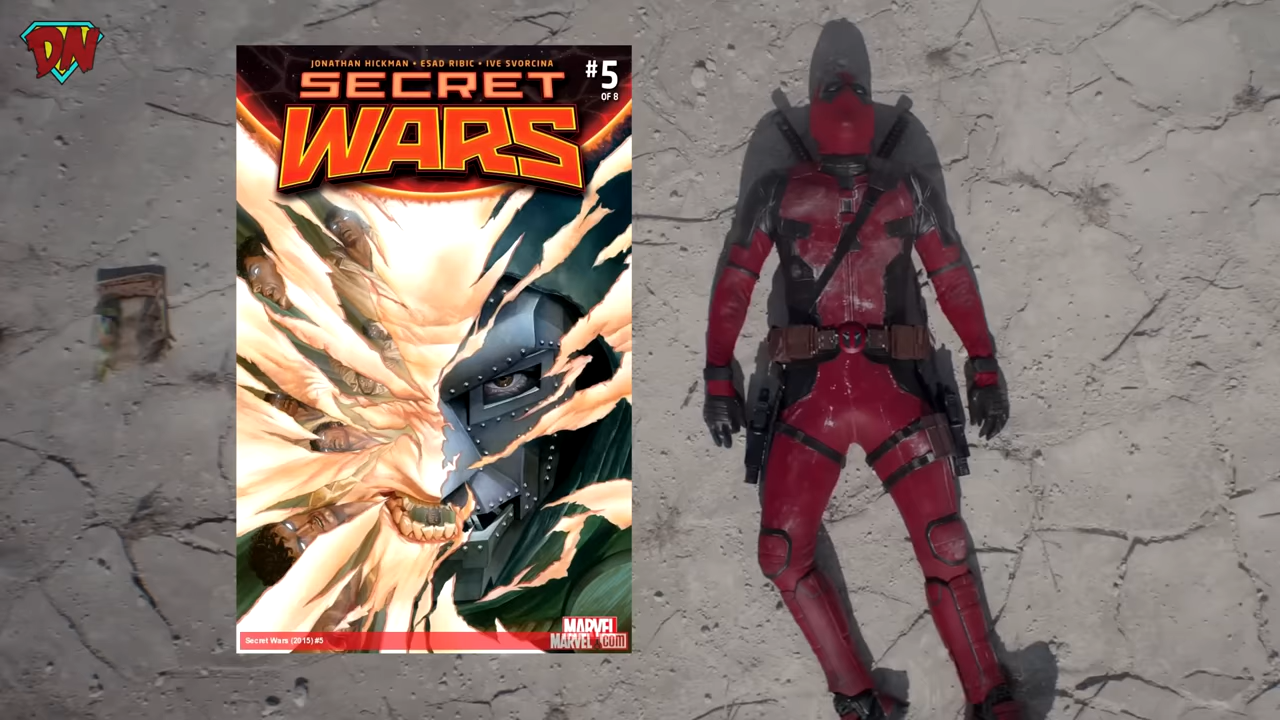 DN
JONATHAN HICKMAN • ESAD RIBIC • IVE SVORCINA
SECRET
WARS
#5
OF 8
Secret Wars (2015) #5
MARVEL
MARVEL.com